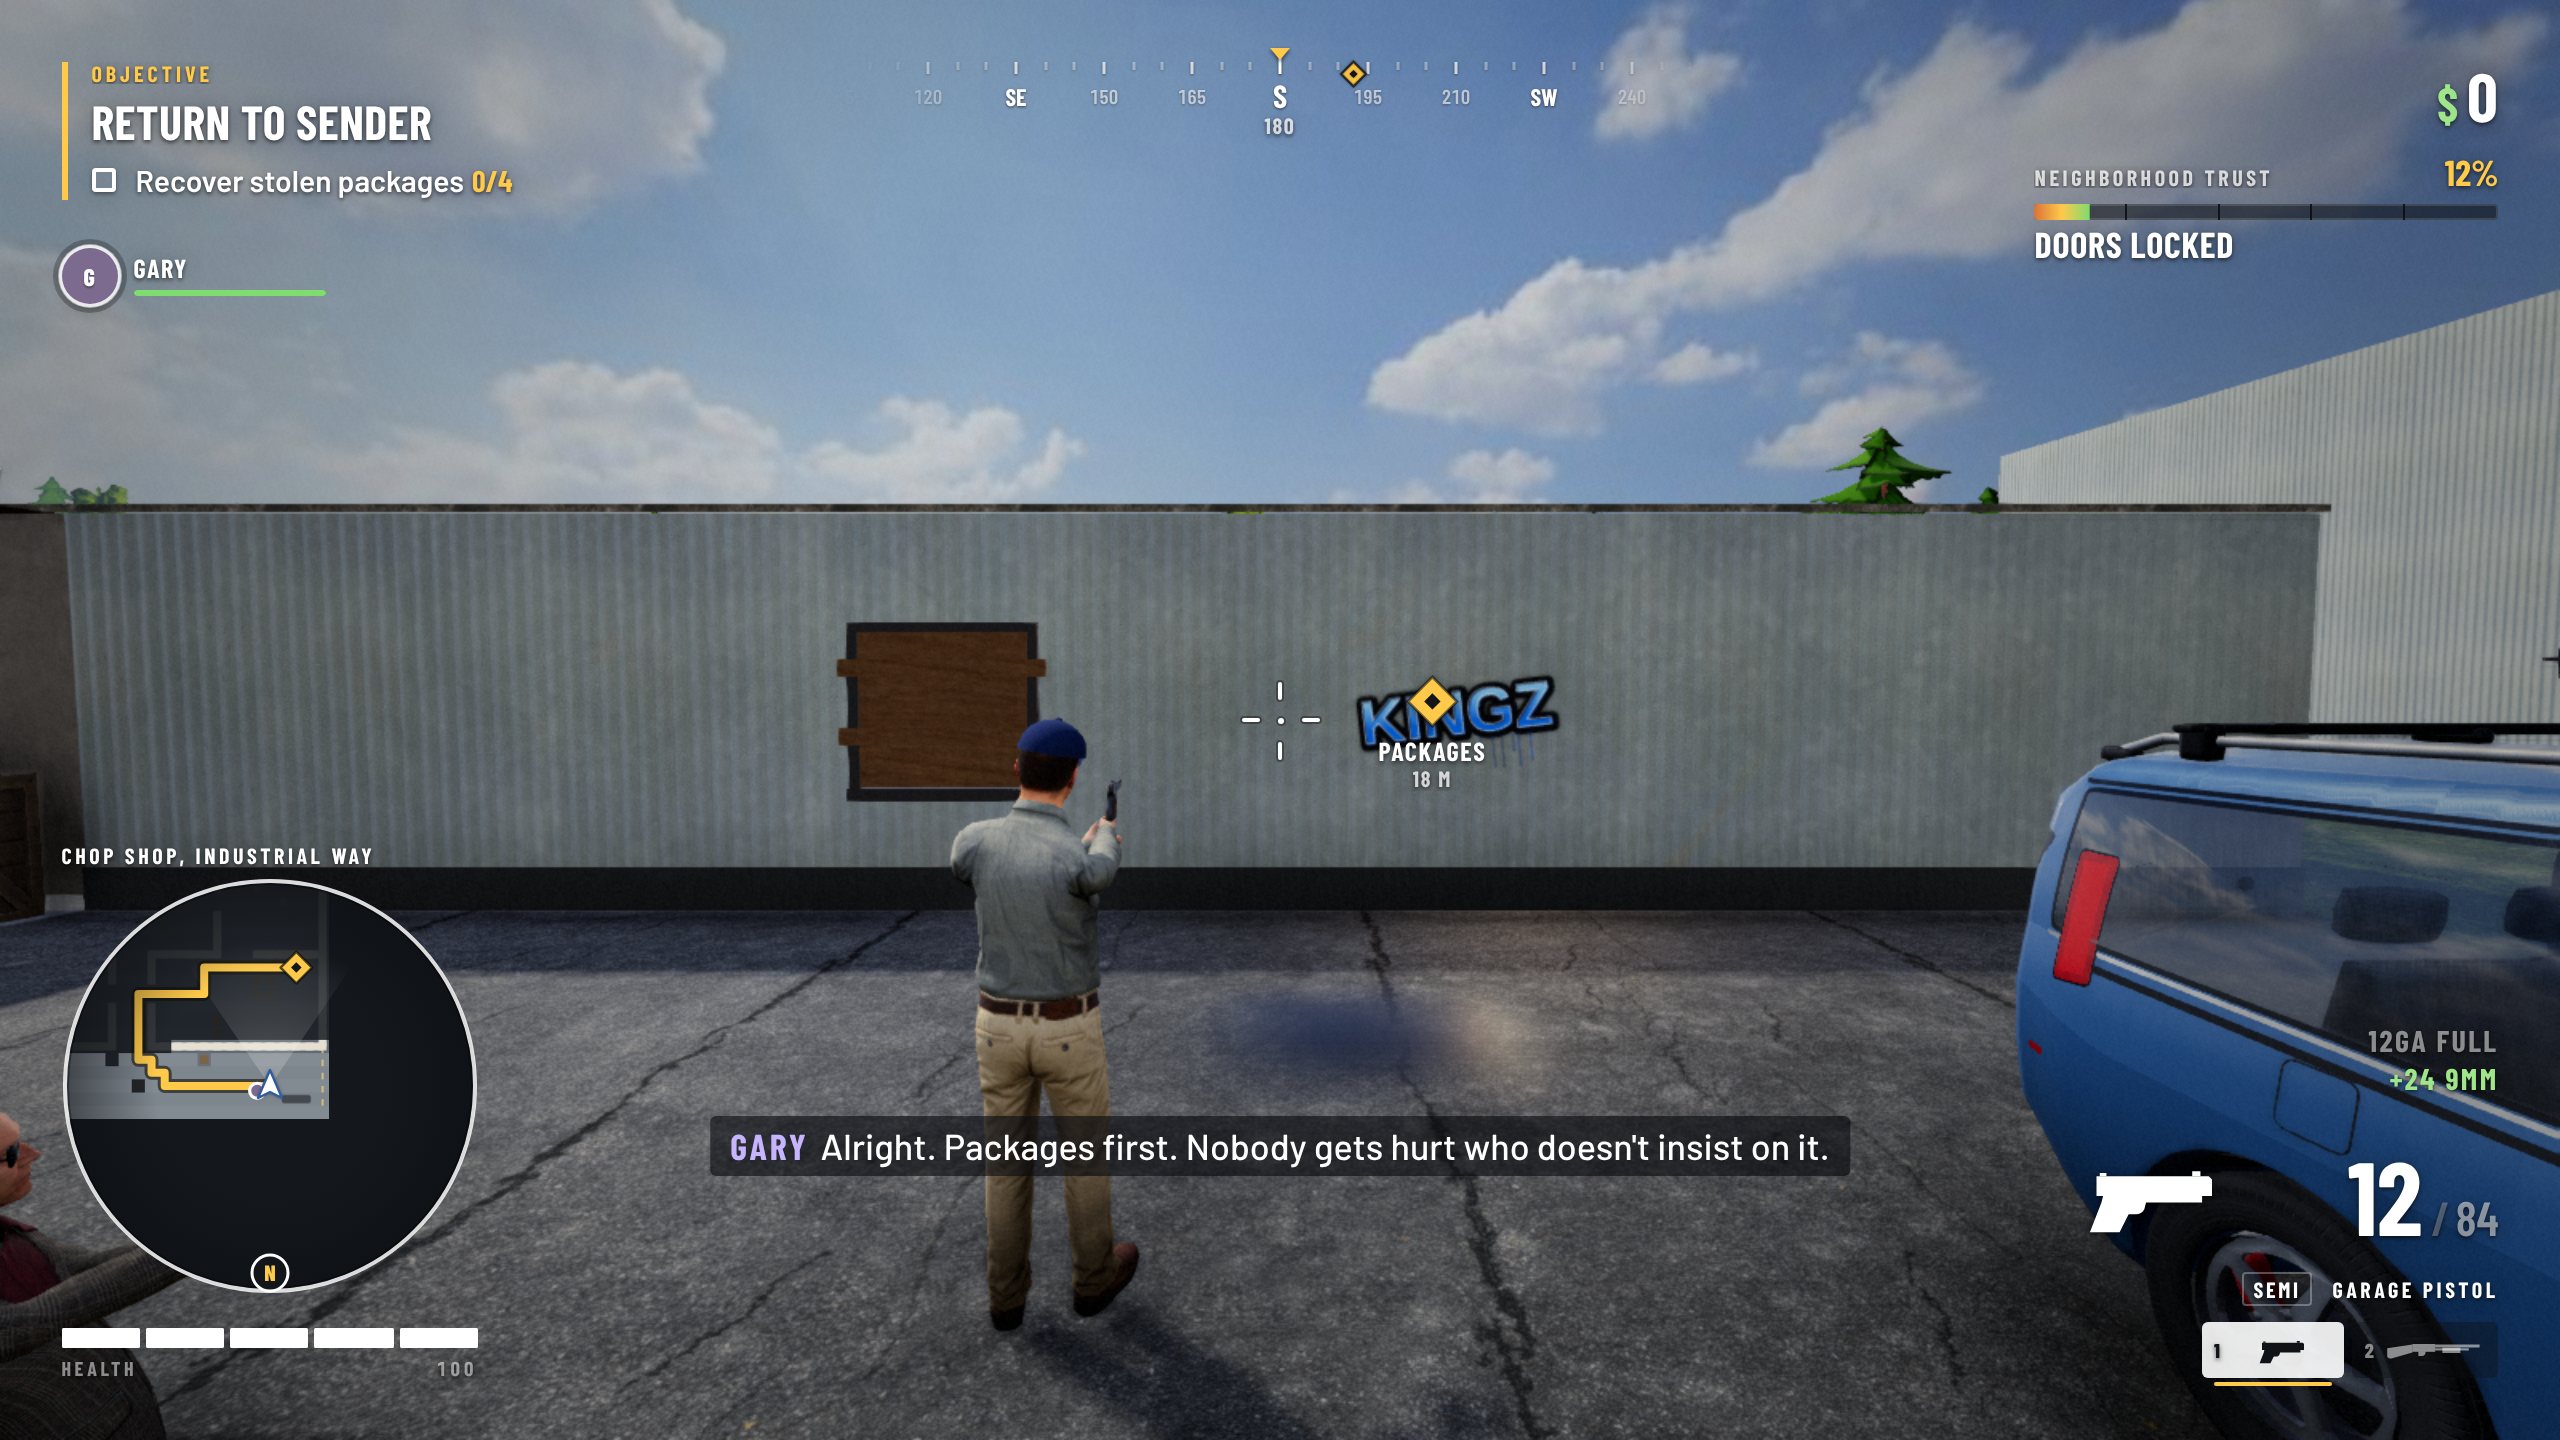 OBJECTIVE
RETURN TO SENDER
Recover stolen packages 0/4
G GARY
120 SE 150 165 S 195 210 SW 240
180
$0
NEIGHBORHOOD TRUST 12%
DOORS LOCKED
KINGZ
PACKAGES
18 M
CHOP SHOP, INDUSTRIAL WAY
N
HEALTH 100
GARY Alright. Packages first. Nobody gets hurt who doesn't insist on it.
12GA FULL
+24 9MM
12 / 84
SEMI GARAGE PISTOL
1 2